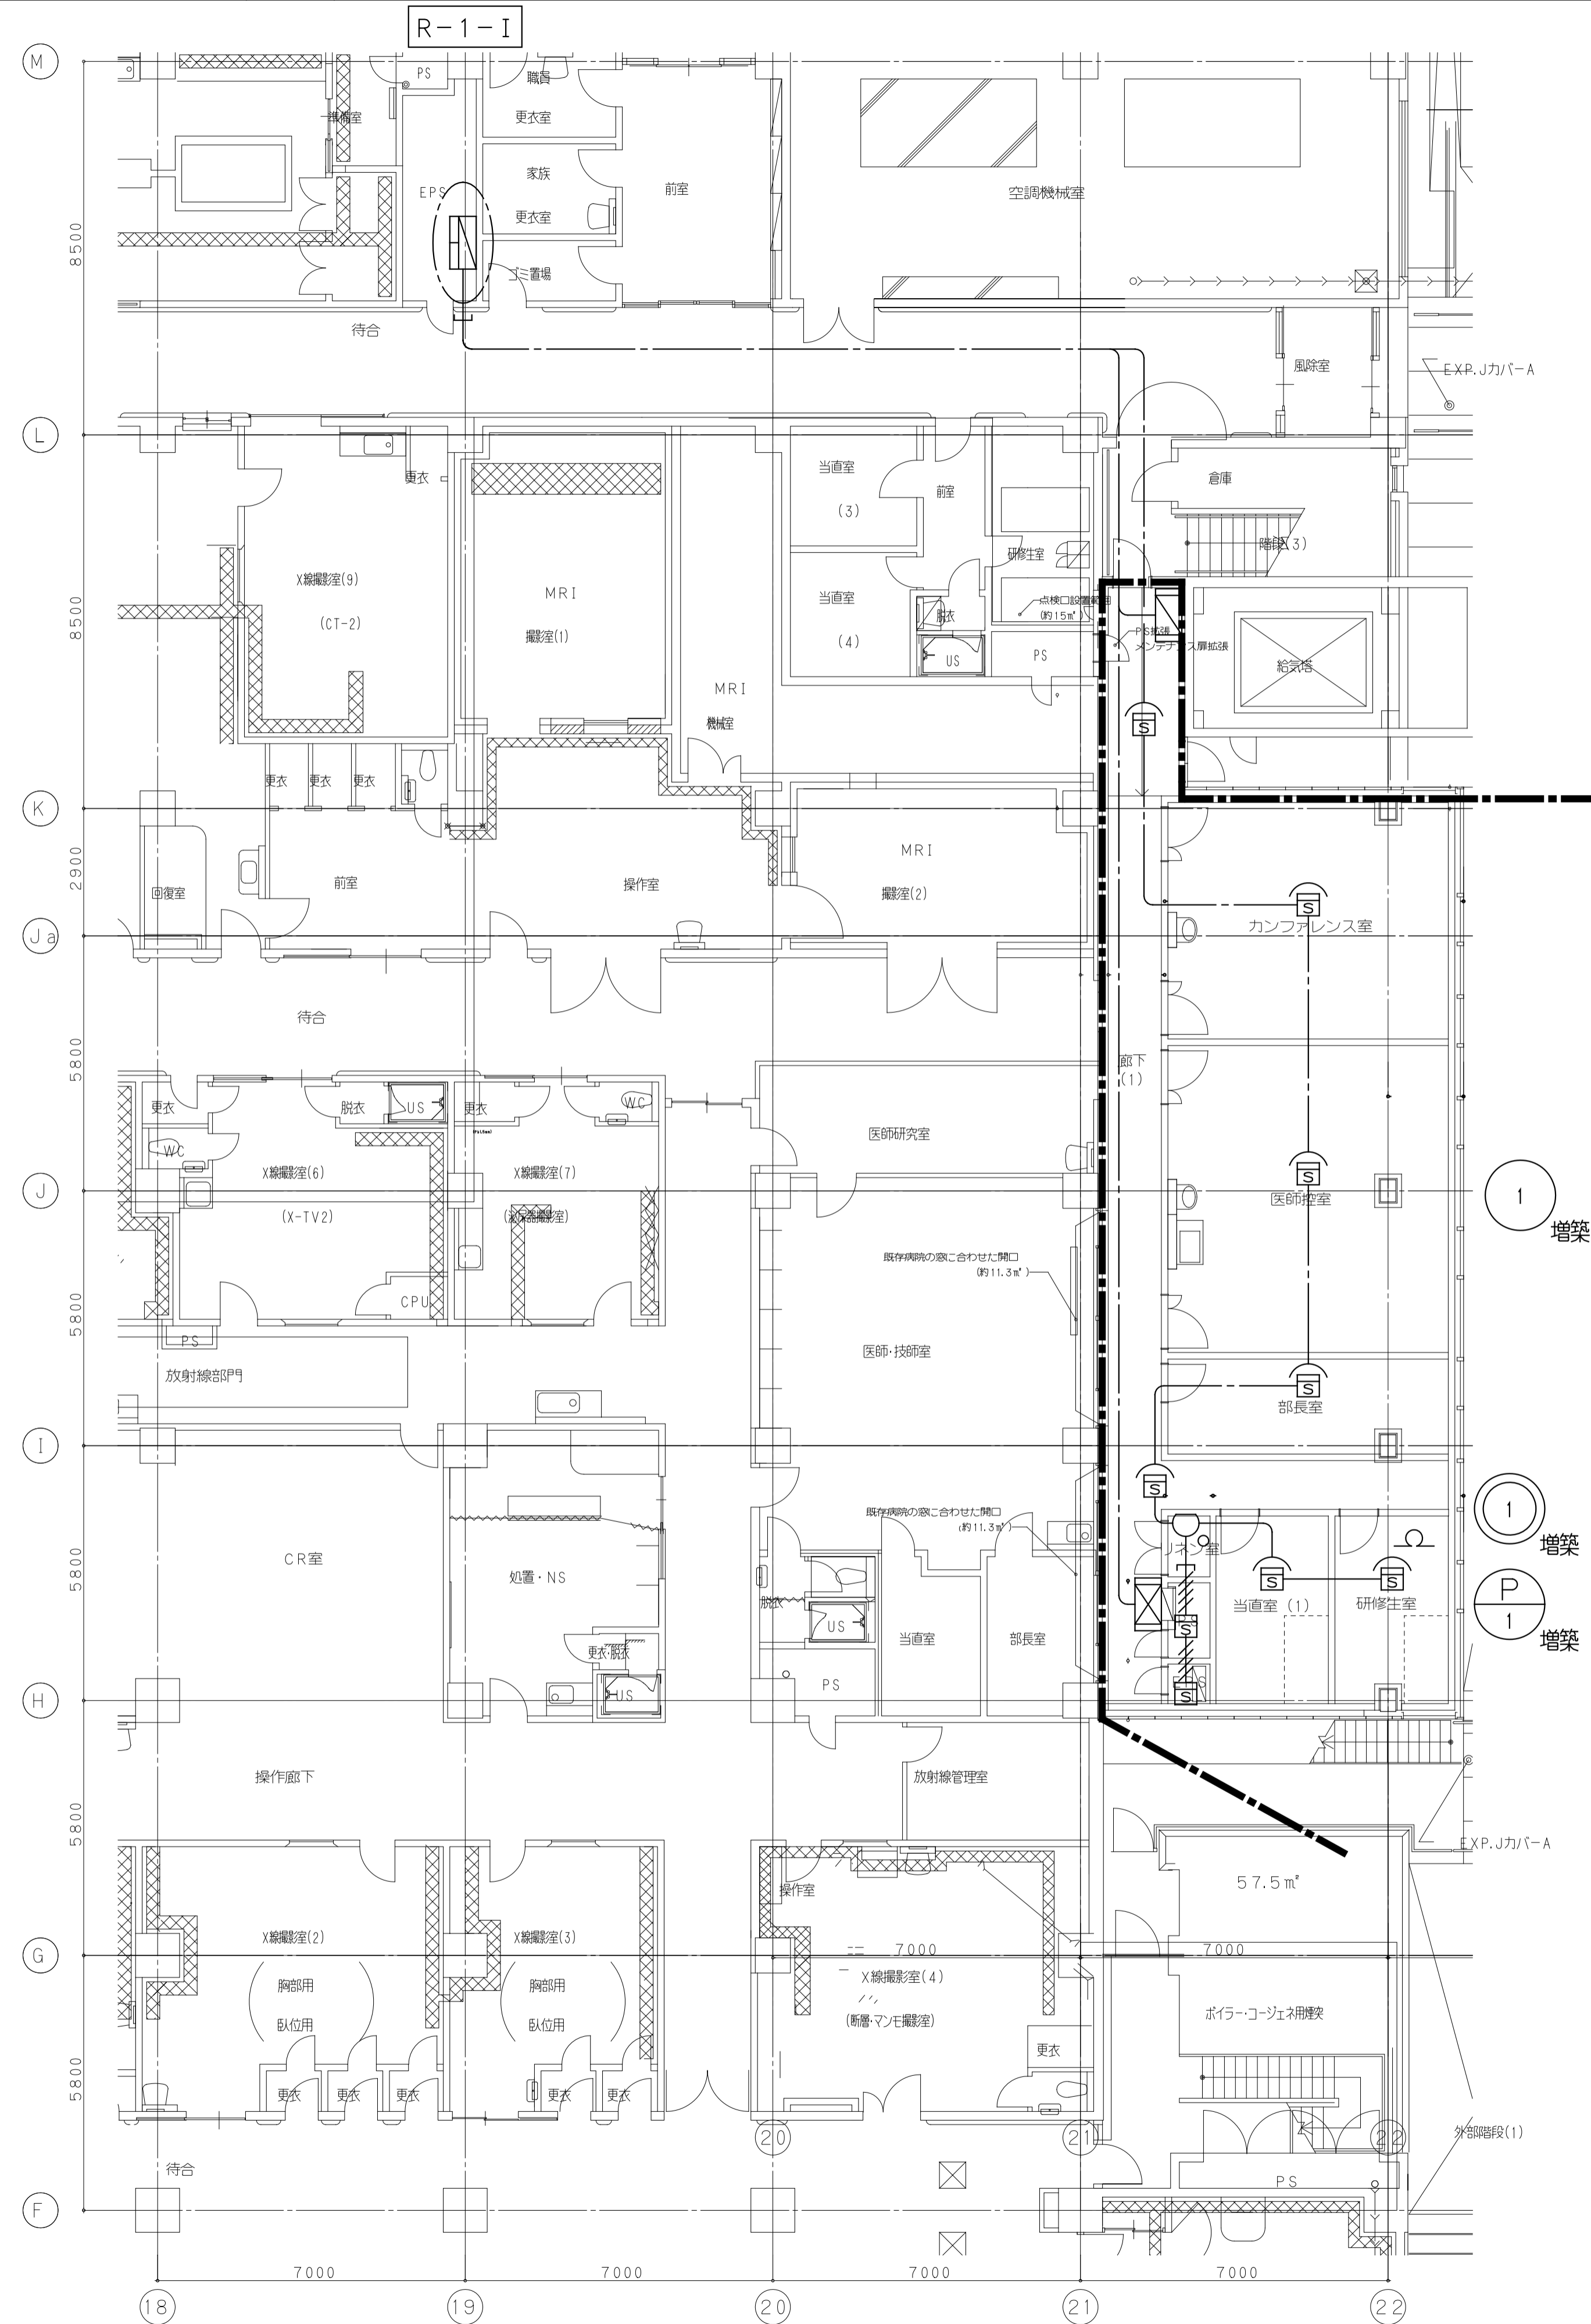 R-1-I
M
PS
職員
更衣室
準備室
EPS
家族
更衣室
前室
空調機械室
8500
ゴミ置場
待合
風除室
EXP.JカバーA
L
更衣
当直室
(3)
前室
倉庫
階段(3)
研修生室
X線撮影室(9)
(CT-2)
MRI
撮影室(1)
当直室
(4)
脱衣
点検口設置範囲
(約15㎡)
PS拡張
メンテナンス扉拡張
8500
US
PS
給気塔
MRI
機械室
S
更衣
更衣
更衣
K
2900
回復室
前室
操作室
MRI
撮影室(2)
S
カンファレンス室
Ja
待合
5800
廊下
(1)
更衣
脱衣
US
更衣
WC
WC
医師研究室
X線撮影室(6)
(X-TV2)
X線撮影室(7)
S
医師控室
J
1
増築
既存病院の窓に合わせた開口
(約11.3㎡)
5800
CPU
PS
医師・技師室
放射線部門
S
部長室
I
S
既存病院の窓に合わせた開口
(約11.3㎡)
1
増築
CR室
処置・NS
5800
リネン室
脱衣
US
当直室
部長室
S
当直室(1)
S
研修生室
P
1
増築
更衣・脱衣
US
PS
S
S
H
操作廊下
放射線管理室
5800
EXP.JカバーA
57.5㎡
操作室
X線撮影室(2)
X線撮影室(3)
G
7000
7000
X線撮影室(4)
(断層・マンモ撮影室)
胸部用
臥位用
胸部用
臥位用
ボイラー・コージェネ用煙突
更衣
5800
更衣
更衣
更衣
更衣
更衣
20
21
22
外部階段(1)
待合
PS
F
7000
7000
7000
7000
18
19
20
21
22